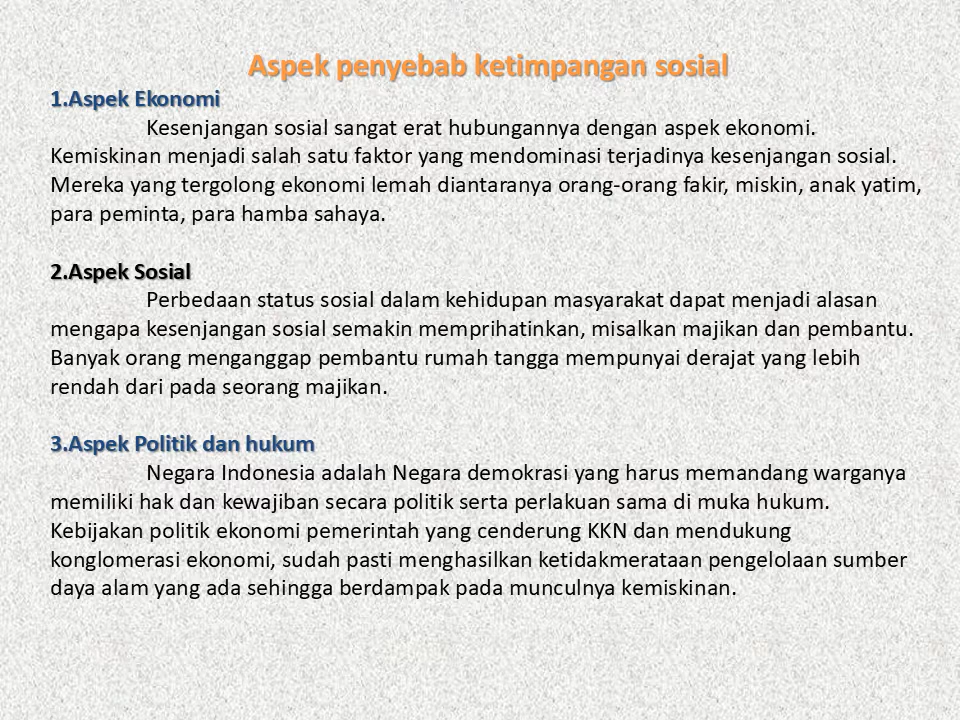 Aspek penyebab ketimpangan sosial
1.Aspek Ekonomi
Kesenjangan sosial sangat erat hubungannya dengan aspek ekonomi.
Kemiskinan menjadi salah satu faktor yang mendominasi terjadinya kesenjangan sosial.
Mereka yang tergolong ekonomi lemah diantaranya orang-orang fakir, miskin, anak yatim,
para peminta, para hamba sahaya.
2.Aspek Sosial
Perbedaan status sosial dalam kehidupan masyarakat dapat menjadi alasan
mengapa kesenjangan sosial semakin memprihatinkan, misalkan majikan dan pembantu.
Banyak orang menganggap pembantu rumah tangga mempunyai derajat yang lebih
rendah dari pada seorang majikan.
3.Aspek Politik dan hukum
Negara Indonesia adalah Negara demokrasi yang harus memandang warganya
memiliki hak dan kewajiban secara politik serta perlakuan sama di muka hukum.
Kebijakan politik ekonomi pemerintah yang cenderung KKN dan mendukung
konglomerasi ekonomi, sudah pasti menghasilkan ketidakmerataan pengelolaan sumber
daya alam yang ada sehingga berdampak pada munculnya kemiskinan.